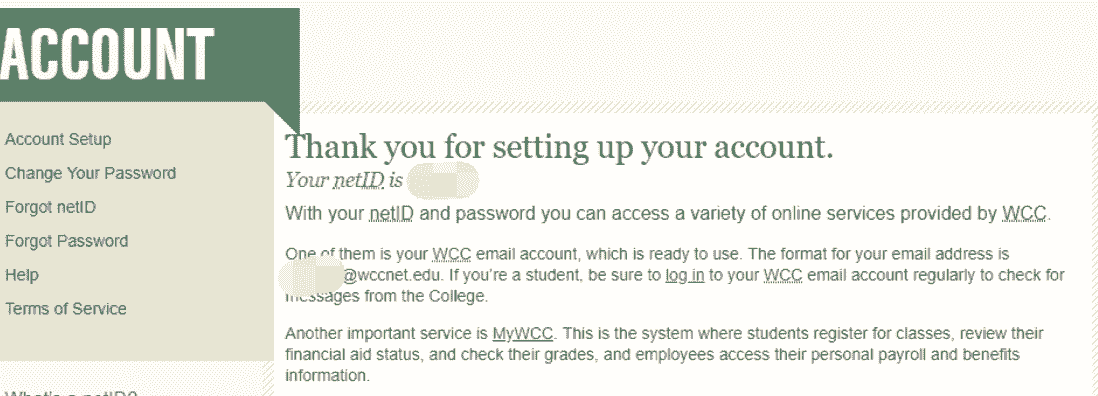 ACCOUNT
Account Setup
Change Your Password
Forgot netID
Forgot Password
Help
Terms of Service
What's a netID?
Thank you for setting up your account.
Your netID is
With your netID and password you can access a variety of online services provided by WCC.
One of them is your WCC email account, which is ready to use. The format for your email address is
@wccnet.edu. If you're a student, be sure to log in to your WCC email account regularly to check for
messages from the College.
Another important service is MyWCC. This is the system where students register for classes, review their
financial aid status, and check their grades, and employees access their personal payroll and benefits
information.